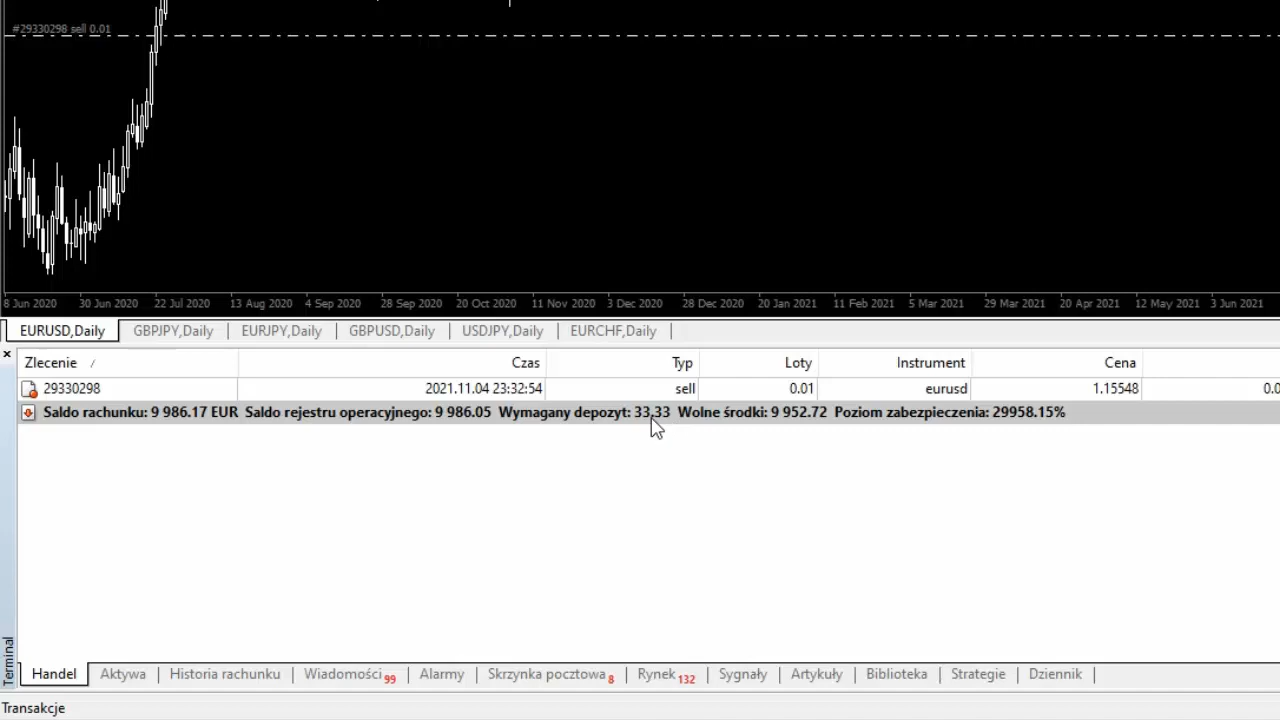 #29330298 sell 0.01
8 Jun 2020 30 Jun 2020 22 Jul 2020 13 Aug 2020 4 Sep 2020 28 Sep 2020 20 Oct 2020 11 Nov 2020 3 Dec 2020 28 Dec 2020 20 Jan 2021 11 Feb 2021 5 Mar 2021 29 Mar 2021 20 Apr 2021 12 May 2021 3 Jun 2021
EURUSD,Daily GBPJPY,Daily EURJPY,Daily GBPUSD,Daily USDJPY,Daily EURCHF,Daily
Zlecenie / Czas Typ Loty Instrument Cena
29330298 2021.11.04 23:32:54 sell 0.01 eurusd 1.15548 0.0
Saldo rachunku: 9 986.17 EUR Saldo rejestru operacyjnego: 9 986.05 Wymagany depozyt: 33.33 Wolne środki: 9 952.72 Poziom zabezpieczenia: 29958.15%
Terminal
Handel Aktywa Historia rachunku Wiadomości 99 Alarmy Skrzynka pocztowa 8 Rynek 132 Sygnały Artykuły Biblioteka Strategie Dziennik
Transakcje